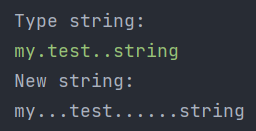 Type string:
my.test..string
New string:
my...test......string